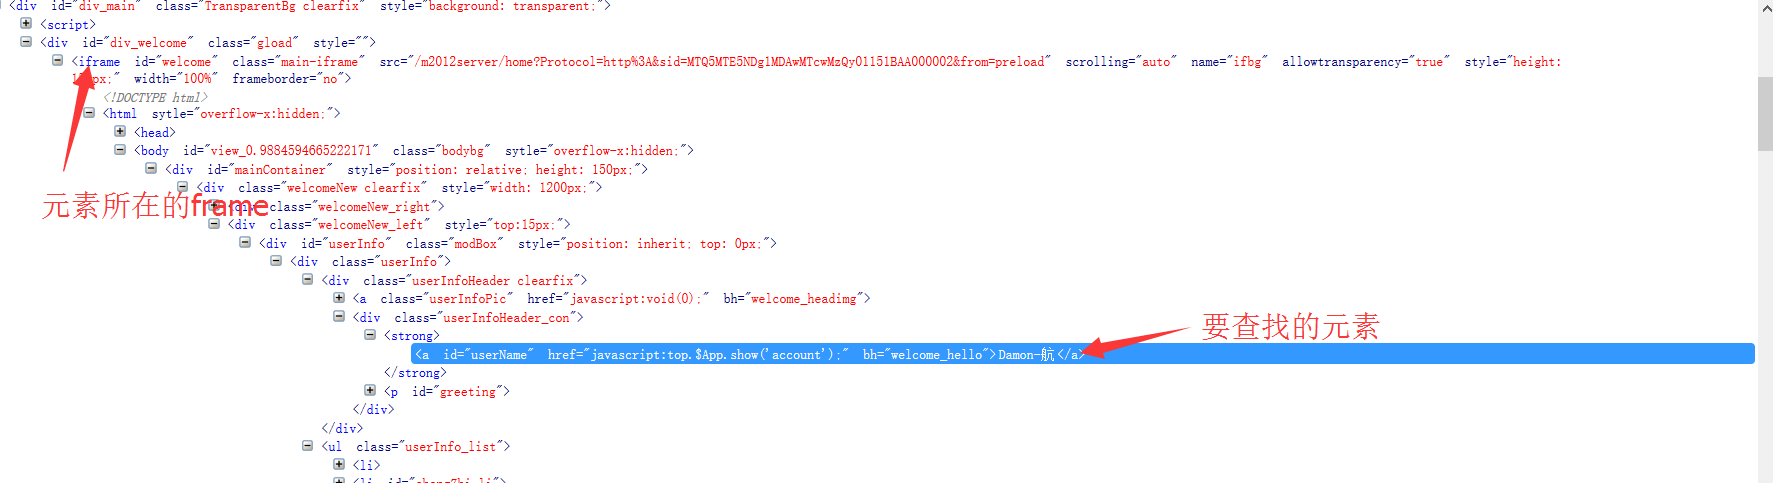 <div id="div_main" class="TransparentBg clearfix" style="background: transparent;">
<script>
<div id="div_welcome" class="gload" style="">
<iframe id="welcome" class="main-iframe" src="/m2012server/home?Protocol=http%3A&sid=MTQ5MTE5NDg1MDAwMTcwMzQyO1151BAA000002&from=preload" scrolling="auto" name="ifbg" allowtransparency="true" style="height:
px;" width="100%" frameborder="no">
<!DOCTYPE html>
<html sytle="overflow-x:hidden;">
<head>
<body id="view_0.9884594665222171" class="bodybg" sytle="overflow-x:hidden;">
<div id="mainContainer" style="position: relative; height: 150px;">
<div class="welcomeNew clearfix" style="width: 1200px;">
元素所在的frame
class="welcomeNew_right">
<div class="welcomeNew_left" style="top:15px;">
<div id="userInfo" class="modBox" style="position: inherit; top: 0px;">
<div class="userInfo">
<div class="userInfoHeader clearfix">
<a class="userInfoPic" href="javascript:void(0);" bh="welcome_headimg">
<div class="userInfoHeader_con">
要查找的元素
<strong>
<a id="userName" href="javascript:top.$App.show('account');" bh="welcome_hello">Damon-航</a>
</strong>
<p id="greeting">
</div>
</div>
<ul class="userInfo_list">
<li>